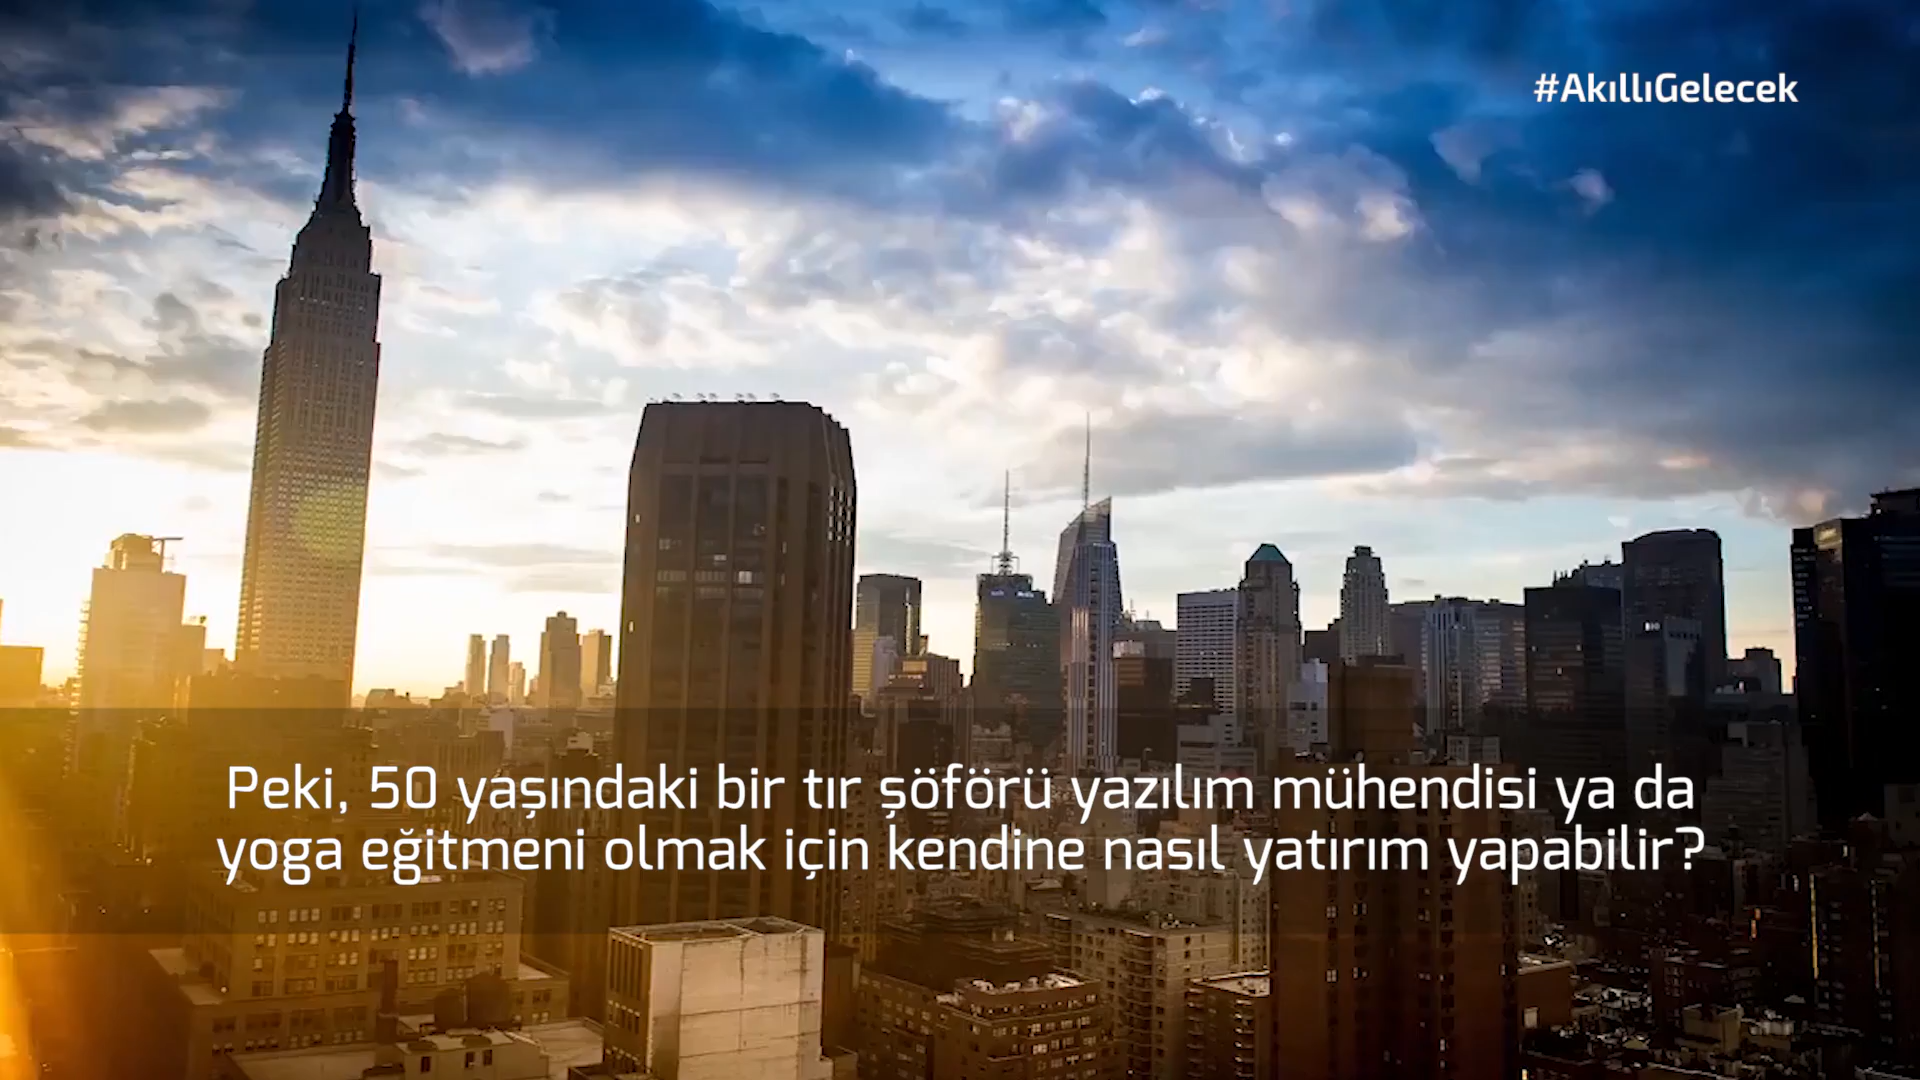 #AkıllıGelecek
Peki, 50 yaşındaki bir tır şöförü yazılım mühendisi ya da
yoga eğitmeni olmak için kendine nasıl yatırım yapabilir?